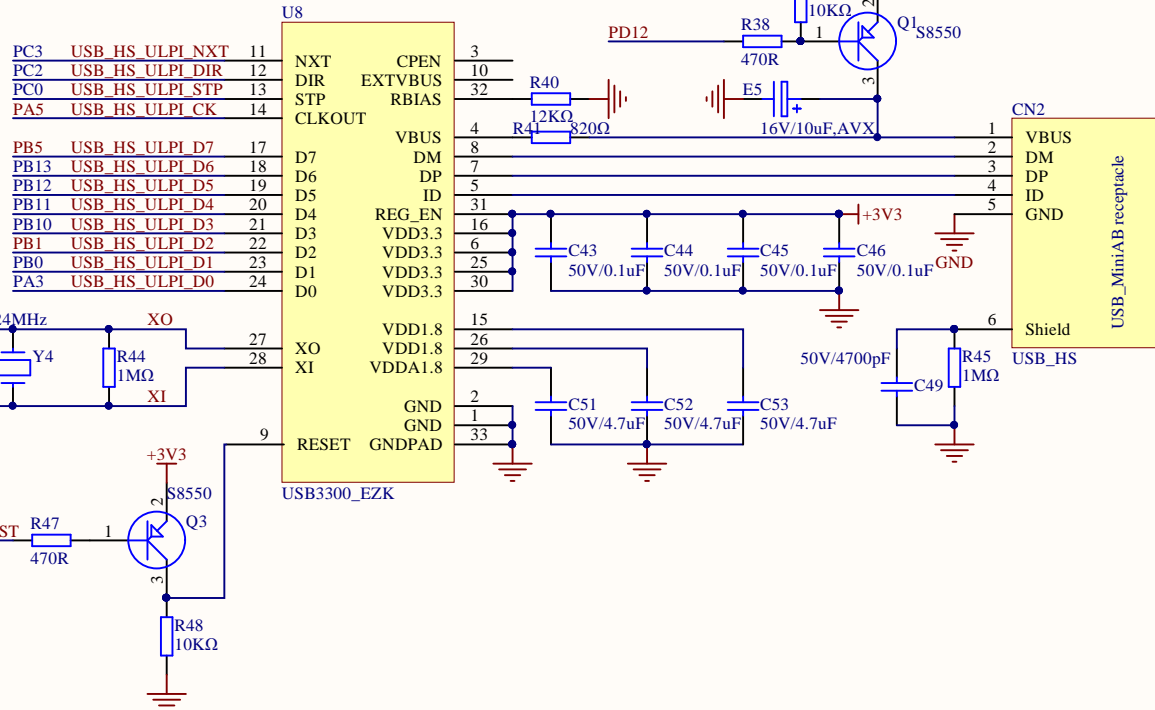 U8
PC3 USB_HS_ULPI_NXT 11 NXT
PC2 USB_HS_ULPI_DIR 12 DIR
PC0 USB_HS_ULPI_STP 13 STP
PA5 USB_HS_ULPI_CK 14 CLKOUT
PB5 USB_HS_ULPI_D7 17 D7
PB13 USB_HS_ULPI_D6 18 D6
PB12 USB_HS_ULPI_D5 19 D5
PB11 USB_HS_ULPI_D4 20 D4
PB10 USB_HS_ULPI_D3 21 D3
PB1 USB_HS_ULPI_D2 22 D2
PB0 USB_HS_ULPI_D1 23 D1
PA3 USB_HS_ULPI_D0 24 D0
27 XO
28 XI
9 RESET
CPEN 3
EXTVBUS 10
RBIAS 32
VBUS 4
DM 8
DP 7
ID 5
REG_EN 31
VDD3.3 16
VDD3.3 6
VDD3.3 25
VDD3.3 30
VDD1.8 15
VDD1.8 26
VDDA1.8 29
GND 2
GND 1
GNDPAD 33
USB3300_EZK
24MHz
XO
Y4
R44
1MΩ
XI
+3V3
2
S8550
Q3
ST
R47
470R
1
3
R48
10KΩ
PD12
R38
470R
10KΩ
1
2
Q1
S8550
3
R40
12KΩ
R41 820Ω
E5
16V/10uF,AVX
+3V3
C43
50V/0.1uF
C44
50V/0.1uF
C45
50V/0.1uF
C46
50V/0.1uF
C51
50V/4.7uF
C52
50V/4.7uF
C53
50V/4.7uF
CN2
1 VBUS
2 DM
3 DP
4 ID
5 GND
6 Shield
GND
USB_MiniAB receptacle
USB_HS
50V/4700pF
C49
R45
1MΩ